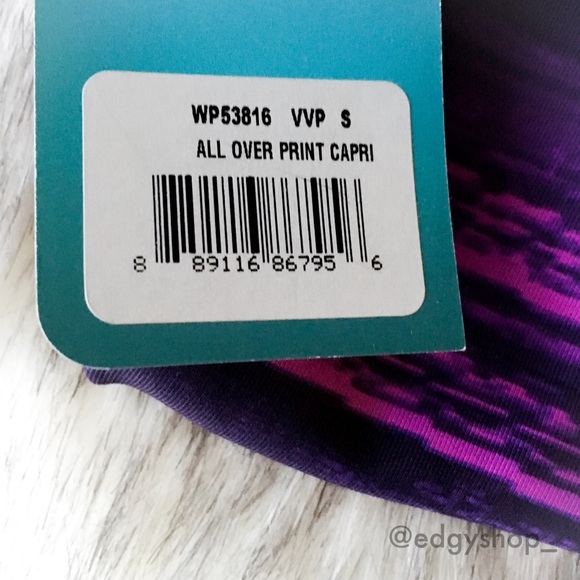 WP53816 VVP S
ALL OVER PRINT CAPRI
8 89116 86795 6
@edgyshop_